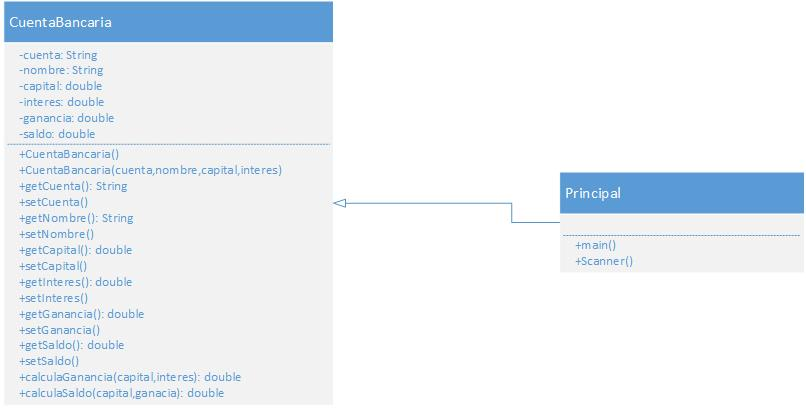 CuentaBancaria
-cuenta: String
-nombre: String
-capital: double
-interes: double
-ganancia: double
-saldo: double
+CuentaBancaria()
+CuentaBancaria(cuenta,nombre,capital,interes)
+getCuenta(): String
+setCuenta()
+getNombre(): String
+setNombre()
+getCapital(): double
+setCapital()
+getInteres(): double
+setInteres()
+getGanancia(): double
+setGanancia()
+getSaldo(): double
+setSaldo()
+calculaGanancia(capital,interes): double
+calculaSaldo(capital,ganacia): double
Principal
+main()
+Scanner()